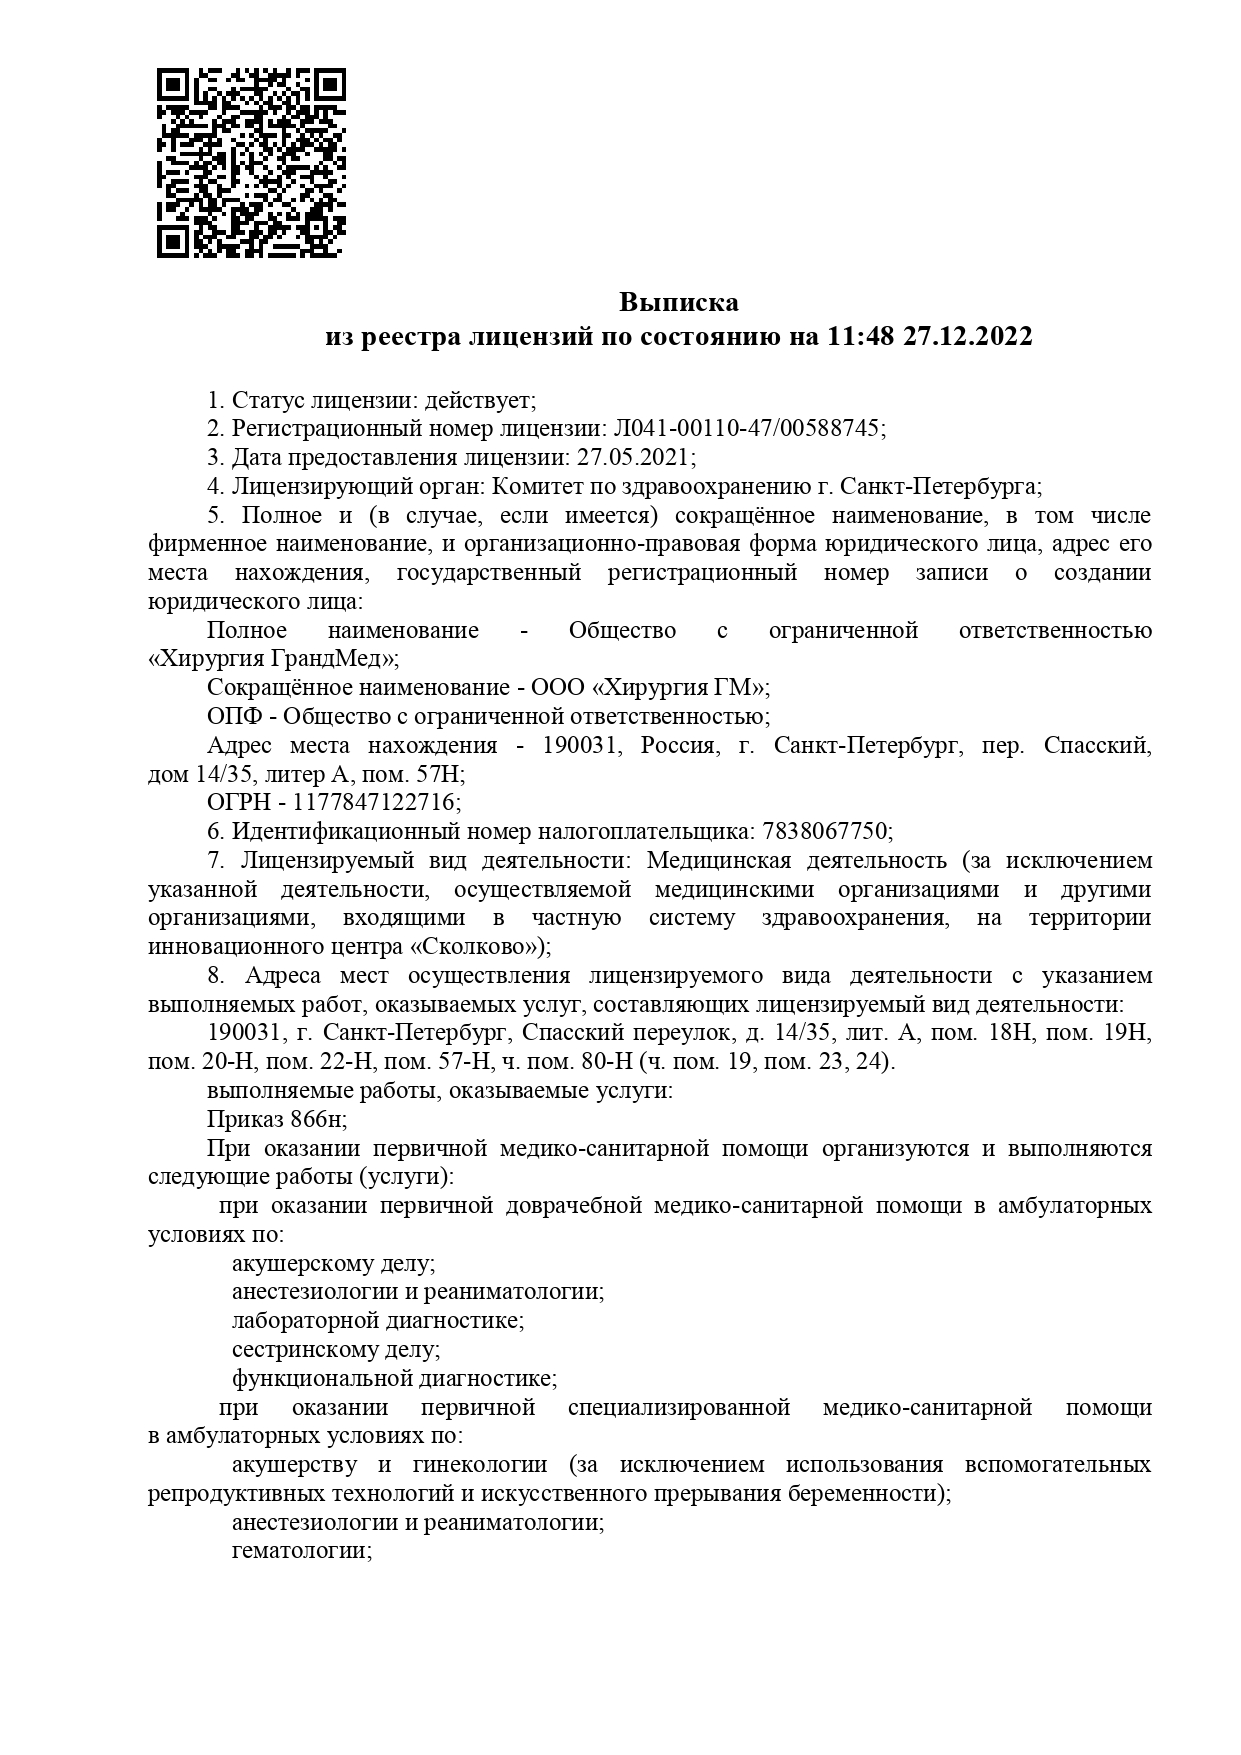 Выписка
из реестра лицензий по состоянию на 11:48 27.12.2022
1. Статус лицензии: действует;
2. Регистрационный номер лицензии: Л041-00110-47/00588745;
3. Дата предоставления лицензии: 27.05.2021;
4. Лицензирующий орган: Комитет по здравоохранению г. Санкт-Петербурга;
5. Полное и (в случае, если имеется) сокращённое наименование, в том числе
фирменное наименование, и организационно-правовая форма юридического лица, адрес его
места нахождения, государственный регистрационный номер записи о создании
юридического лица:
Полное наименование - Общество с ограниченной ответственностью
«Хирургия ГрандМед»;
Сокращённое наименование - ООО «Хирургия ГМ»;
ОПФ - Общество с ограниченной ответственностью;
Адрес места нахождения - 190031, Россия, г. Санкт-Петербург, пер. Спасский,
дом 14/35, литер А, пом. 57Н;
ОГРН - 1177847122716;
6. Идентификационный номер налогоплательщика: 7838067750;
7. Лицензируемый вид деятельности: Медицинская деятельность (за исключением
указанной деятельности, осуществляемой медицинскими организациями и другими
организациями, входящими в частную систему здравоохранения, на территории
инновационного центра «Сколково»);
8. Адреса мест осуществления лицензируемого вида деятельности с указанием
выполняемых работ, оказываемых услуг, составляющих лицензируемый вид деятельности:
190031, г. Санкт-Петербург, Спасский переулок, д. 14/35, лит. А, пом. 18Н, пом. 19Н,
пом. 20-Н, пом. 22-Н, пом. 57-Н, ч. пом. 80-Н (ч. пом. 19, пом. 23, 24).
выполняемые работы, оказываемые услуги:
Приказ 866н;
При оказании первичной медико-санитарной помощи организуются и выполняются
следующие работы (услуги):
при оказании первичной доврачебной медико-санитарной помощи в амбулаторных
условиях по:
акушерскому делу;
анестезиологии и реаниматологии;
лабораторной диагностике;
сестринскому делу;
функциональной диагностике;
при оказании первичной специализированной медико-санитарной помощи
в амбулаторных условиях по:
акушерству и гинекологии (за исключением использования вспомогательных
репродуктивных технологий и искусственного прерывания беременности);
анестезиологии и реаниматологии;
гематологии;